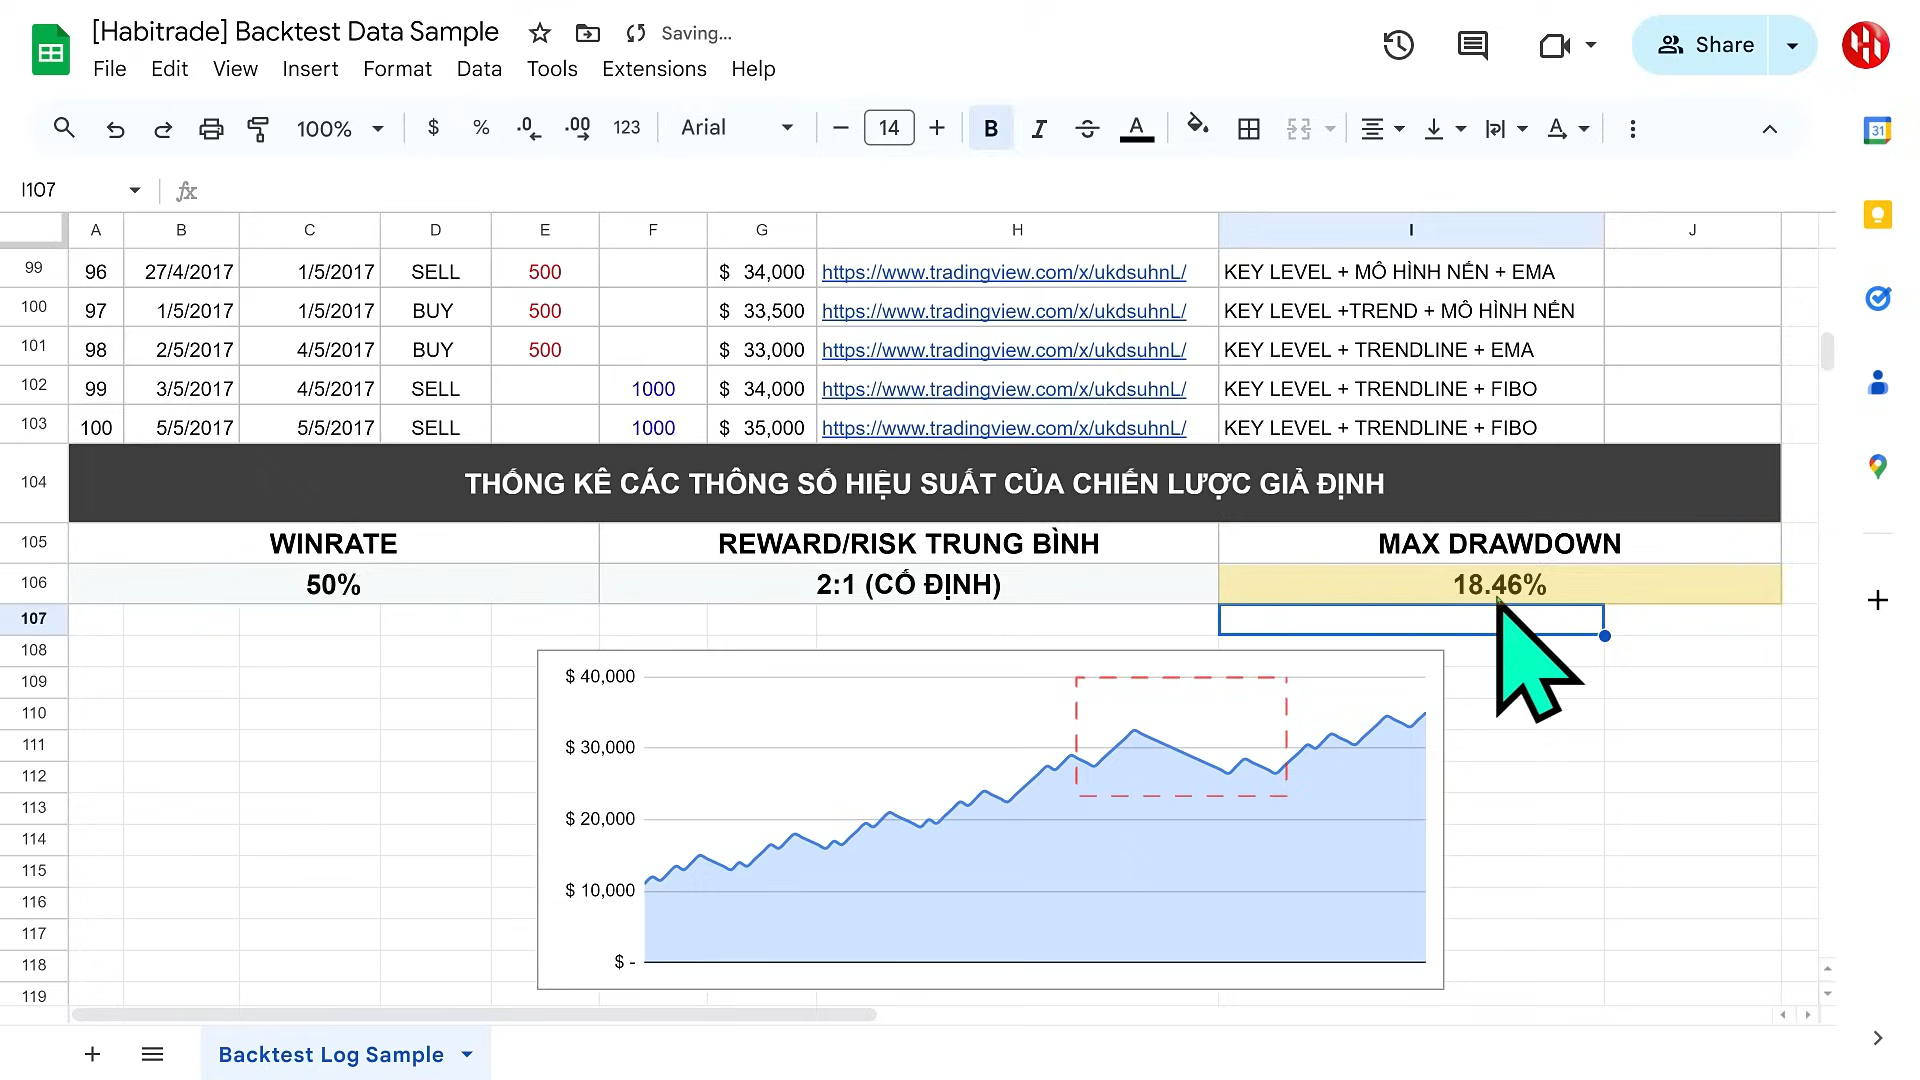 [Habitrade] Backtest Data Sample Saving...
Share
File Edit View Insert Format Data Tools Extensions Help
100% $ % .0 .00 123 Arial 14 B I A
31
I107 fx
A B C D E F G H I J
99 96 27/4/2017 1/5/2017 SELL 500 $ 34,000 https://www.tradingview.com/x/ukdsuhnL/ KEY LEVEL + MÔ HÌNH NẾN + EMA
100 97 1/5/2017 1/5/2017 BUY 500 $ 33,500 https://www.tradingview.com/x/ukdsuhnL/ KEY LEVEL +TREND + MÔ HÌNH NẾN
101 98 2/5/2017 4/5/2017 BUY 500 $ 33,000 https://www.tradingview.com/x/ukdsuhnL/ KEY LEVEL + TRENDLINE + EMA
102 99 3/5/2017 4/5/2017 SELL 1000 $ 34,000 https://www.tradingview.com/x/ukdsuhnL/ KEY LEVEL + TRENDLINE + FIBO
103 100 5/5/2017 5/5/2017 SELL 1000 $ 35,000 https://www.tradingview.com/x/ukdsuhnL/ KEY LEVEL + TRENDLINE + FIBO
104 THỐNG KÊ CÁC THÔNG SỐ HIỆU SUẤT CỦA CHIẾN LƯỢC GIẢ ĐỊNH
105 WINRATE REWARD/RISK TRUNG BÌNH MAX DRAWDOWN
106 50% 2:1 (CỐ ĐỊNH) 18.46%
107
108
109 $ 40,000
110
111 $ 30,000
112
113 $ 20,000
114
115
116 $ 10,000
117
118 $ -
119
Backtest Log Sample